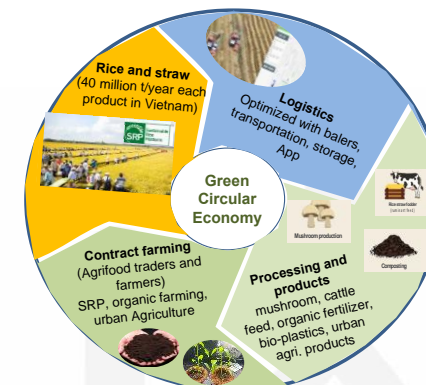 Rice and straw
(40 million t/year each
product in Vietnam)
SRP
Logistics
Optimized with balers,
transportation, storage,
App
Green
Circular
Economy
Mushroom production
Composting
Contract farming
(Agrifood traders and
farmers)
SRP, organic farming,
urban Agriculture
Processing and
products
mushroom, cattle
feed, organic fertilizer,
bio-plastics, urban
agri. products